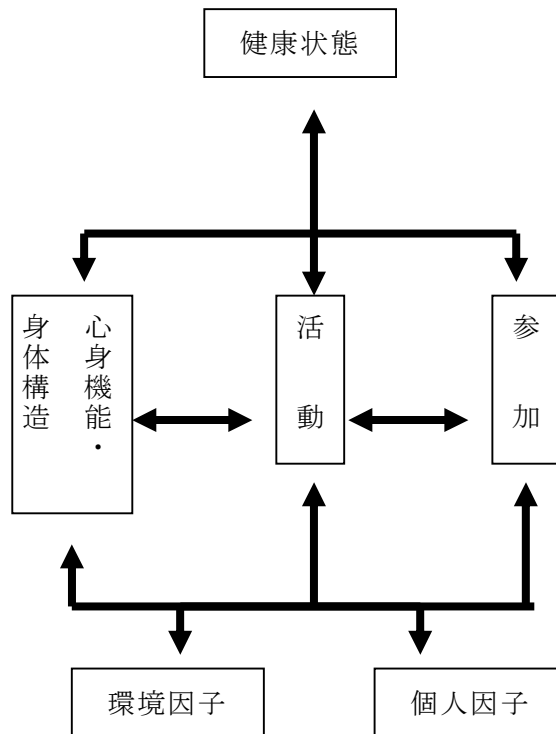 健康状態
心身機能・
身体構造
活動
参加
環境因子
個人因子